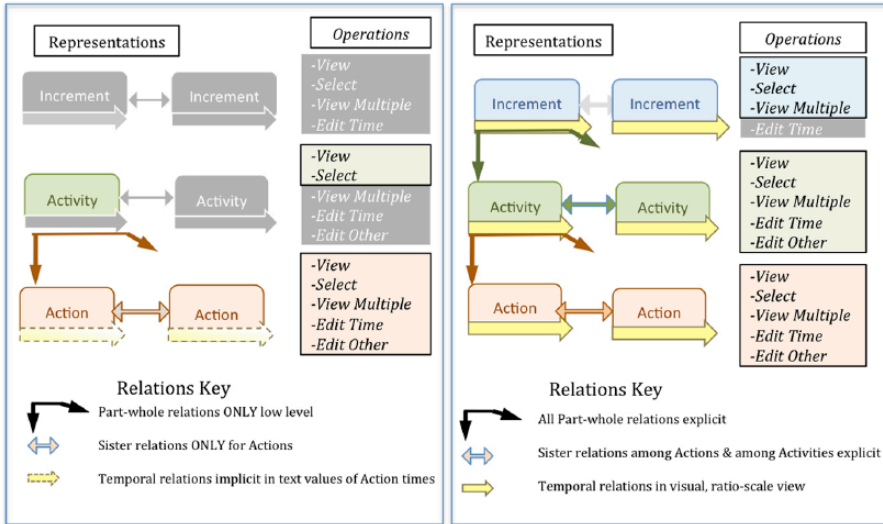 Representations
Operations
Increment
Increment
-View
-Select
-View Multiple
-Edit Time
Activity
Activity
-View
-Select
-View Multiple
-Edit Time
-Edit Other
Action
Action
-View
-Select
-View Multiple
-Edit Time
-Edit Other
Relations Key
Part-whole relations ONLY low level
Sister relations ONLY for Actions
Temporal relations implicit in text values of Action times
Representations
Operations
Increment
Increment
-View
-Select
-View Multiple
-Edit Time
Activity
Activity
-View
-Select
-View Multiple
-Edit Time
-Edit Other
Action
Action
-View
-Select
-View Multiple
-Edit Time
-Edit Other
Relations Key
All Part-whole relations explicit
Sister relations among Actions & among Activities explicit
Temporal relations in visual, ratio-scale view